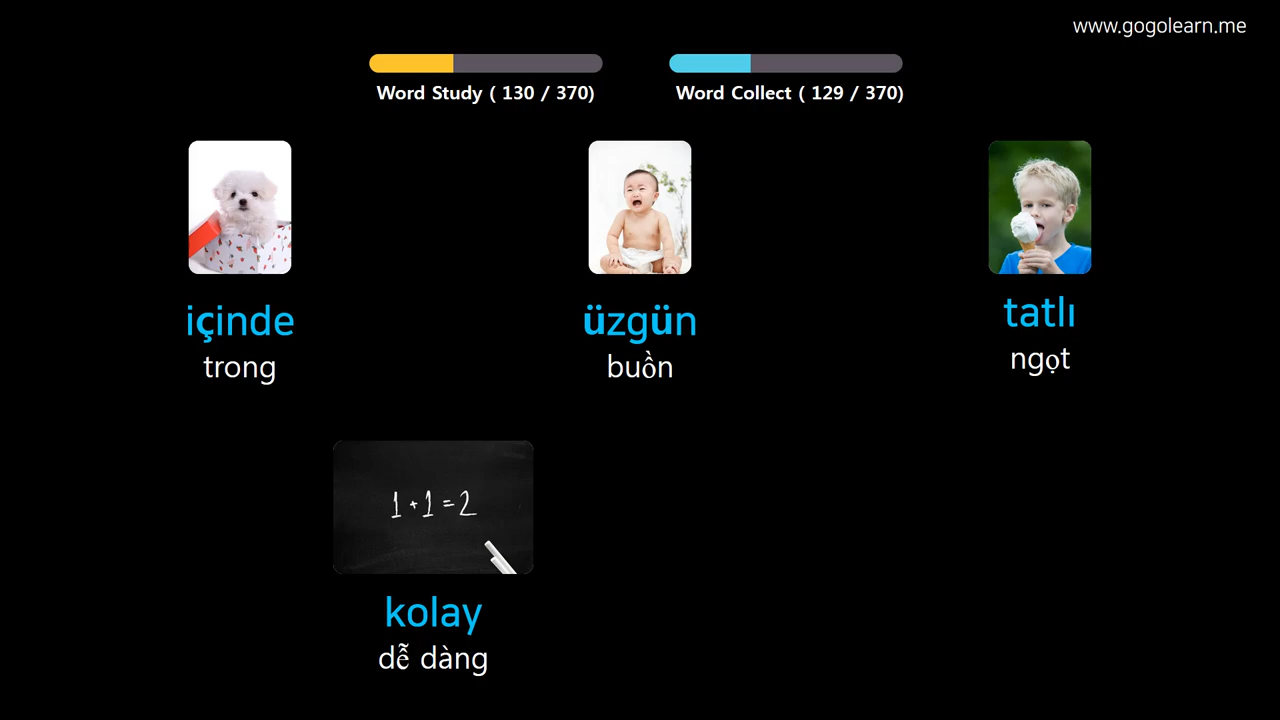 www.gogolearn.me
Word Study ( 130 / 370)
Word Collect ( 129 / 370)
içinde
trong
üzgün
buồn
tatlı
ngọt
1 + 1 = 2
kolay
dễ dàng